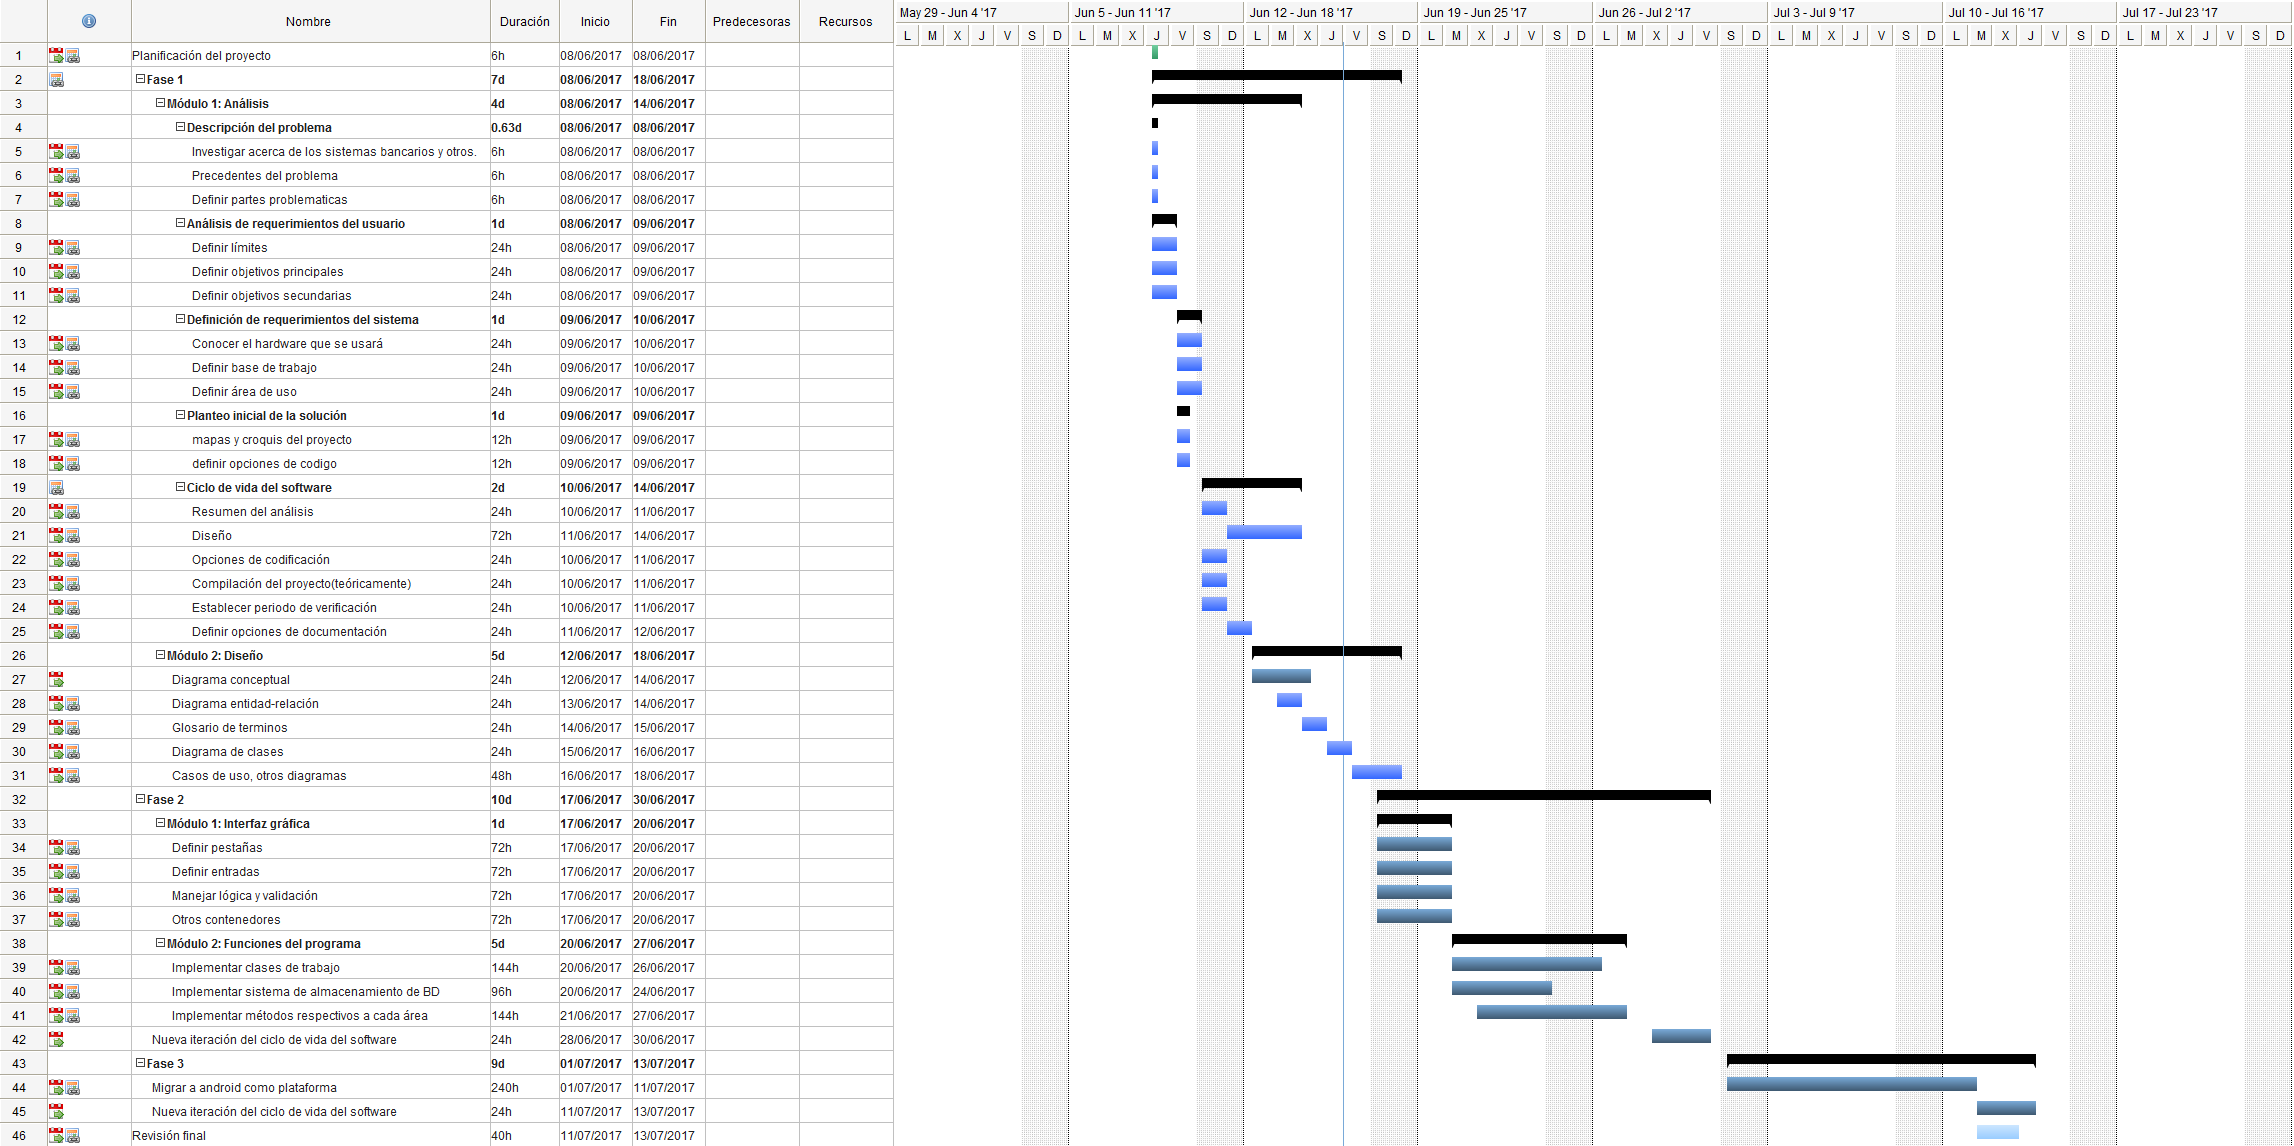 Nombre Duración Inicio Fin Predecesoras Recursos May 29 - Jun 4 '17 Jun 5 - Jun 11 '17 Jun 12 - Jun 18 '17 Jun 19 - Jun 25 '17 Jun 26 - Jul 2 '17 Jul 3 - Jul 9 '17 Jul 10 - Jul 16 '17 Jul 17 - Jul 23 '17
L M X J V S D L M X J V S D L M X J V S D L M X J V S D L M X J V S D L M X J V S D L M X J V S D L M X J V S D
1 Planificación del proyecto 6h 08/06/2017 08/06/2017
2 Fase 1 7d 08/06/2017 18/06/2017
3 Módulo 1: Análisis 4d 08/06/2017 14/06/2017
4 Descripción del problema 0.63d 08/06/2017 08/06/2017
5 Investigar acerca de los sistemas bancarios y otros. 6h 08/06/2017 08/06/2017
6 Precedentes del problema 6h 08/06/2017 08/06/2017
7 Definir partes problematicas 6h 08/06/2017 08/06/2017
8 Análisis de requerimientos del usuario 1d 08/06/2017 09/06/2017
9 Definir límites 24h 08/06/2017 09/06/2017
10 Definir objetivos principales 24h 08/06/2017 09/06/2017
11 Definir objetivos secundarias 24h 08/06/2017 09/06/2017
12 Definición de requerimientos del sistema 1d 09/06/2017 10/06/2017
13 Conocer el hardware que se usará 24h 09/06/2017 10/06/2017
14 Definir base de trabajo 24h 09/06/2017 10/06/2017
15 Definir área de uso 24h 09/06/2017 10/06/2017
16 Planteo inicial de la solución 1d 09/06/2017 09/06/2017
17 mapas y croquis del proyecto 12h 09/06/2017 09/06/2017
18 definir opciones de codigo 12h 09/06/2017 09/06/2017
19 Ciclo de vida del software 2d 10/06/2017 14/06/2017
20 Resumen del análisis 24h 10/06/2017 11/06/2017
21 Diseño 72h 11/06/2017 14/06/2017
22 Opciones de codificación 24h 10/06/2017 11/06/2017
23 Compilación del proyecto(teóricamente) 24h 10/06/2017 11/06/2017
24 Establecer periodo de verificación 24h 10/06/2017 11/06/2017
25 Definir opciones de documentación 24h 11/06/2017 12/06/2017
26 Módulo 2: Diseño 5d 12/06/2017 18/06/2017
27 Diagrama conceptual 24h 12/06/2017 14/06/2017
28 Diagrama entidad-relación 24h 13/06/2017 14/06/2017
29 Glosario de terminos 24h 14/06/2017 15/06/2017
30 Diagrama de clases 24h 15/06/2017 16/06/2017
31 Casos de uso, otros diagramas 48h 16/06/2017 18/06/2017
32 Fase 2 10d 17/06/2017 30/06/2017
33 Módulo 1: Interfaz gráfica 1d 17/06/2017 20/06/2017
34 Definir pestañas 72h 17/06/2017 20/06/2017
35 Definir entradas 72h 17/06/2017 20/06/2017
36 Manejar lógica y validación 72h 17/06/2017 20/06/2017
37 Otros contenedores 72h 17/06/2017 20/06/2017
38 Módulo 2: Funciones del programa 5d 20/06/2017 27/06/2017
39 Implementar clases de trabajo 144h 20/06/2017 26/06/2017
40 Implementar sistema de almacenamiento de BD 96h 20/06/2017 24/06/2017
41 Implementar métodos respectivos a cada área 144h 21/06/2017 27/06/2017
42 Nueva iteración del ciclo de vida del software 24h 28/06/2017 30/06/2017
43 Fase 3 9d 01/07/2017 13/07/2017
44 Migrar a android como plataforma 240h 01/07/2017 11/07/2017
45 Nueva iteración del ciclo de vida del software 24h 11/07/2017 13/07/2017
46 Revisión final 40h 11/07/2017 13/07/2017